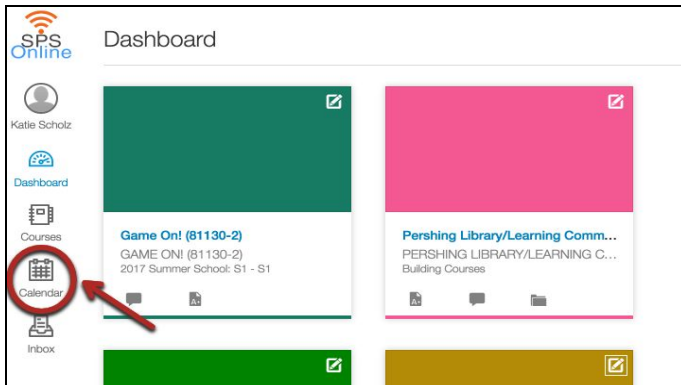 SPS
Online
Dashboard
Katie Scholz
Dashboard
Courses
Calendar
Inbox
Game On! (81130-2)
GAME ON! (81130-2)
2017 Summer School: S1 - S1
Pershing Library/Learning Comm...
PERSHING LIBRARY/LEARNING C...
Building Courses